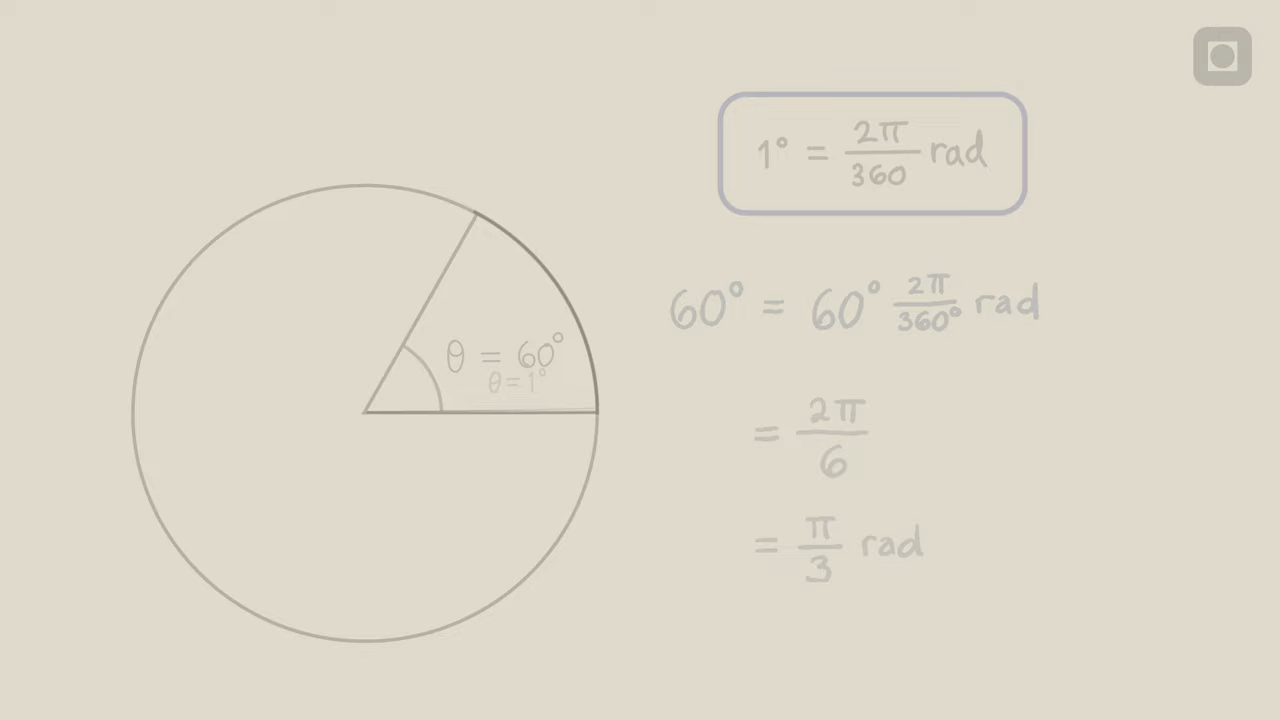 1° = 2π/360 rad
θ = 60°
θ = 1°
60° = 60° 2π/360° rad
= 2π/6
= π/3 rad